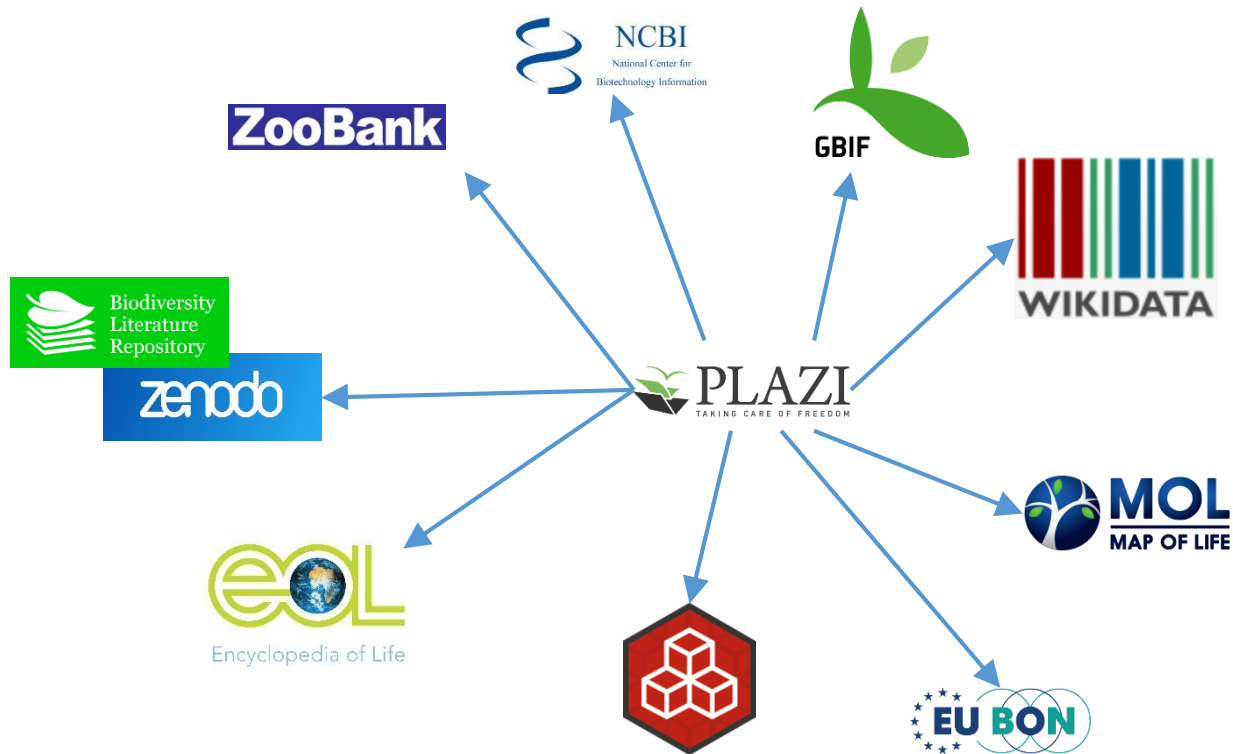 NCBI
National Center for
Biotechnology Information
GBIF
ZooBank
WIKIDATA
Biodiversity
Literature
Repository
zenodo
PLAZI
TAKING CARE OF FREEDOM
MOL
MAP OF LIFE
eol
Encyclopedia of Life
EU BON